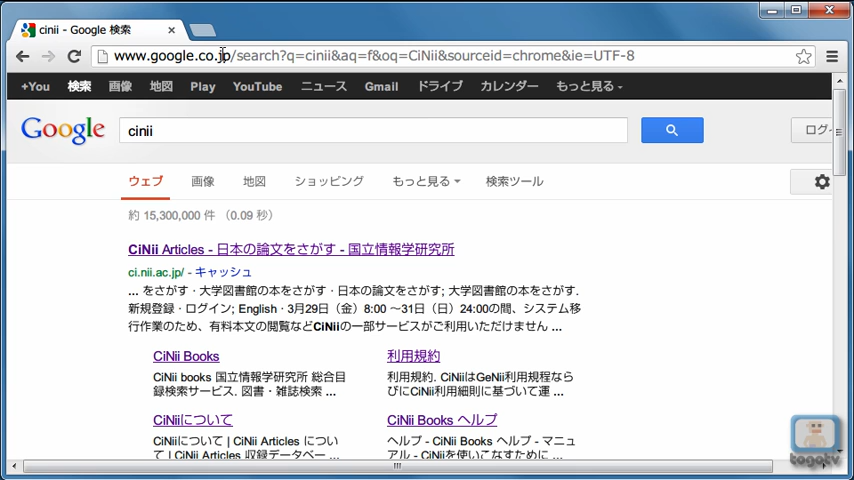 cinii - Google 検索
www.google.co.jp/search?q=cinii&aq=f&oq=CiNii&sourceid=chrome&ie=UTF-8
+You 検索 画像 地図 Play YouTube ニュース Gmail ドライブ カレンダー もっと見る
Google cinii ログ
ウェブ 画像 地図 ショッピング もっと見る 検索ツール
約 15,300,000 件 (0.09 秒)
CiNii Articles - 日本の論文をさがす - 国立情報学研究所
ci.nii.ac.jp/ - キャッシュ
... をさがす・大学図書館の本をさがす・日本の論文をさがす; 大学図書館の本をさがす.
新規登録・ログイン; English・3月29日（金）8:00 ～31日（日）24:00の間、システム移
行作業のため、有料本文の閲覧などCiNiiの一部サービスがご利用いただけません ...
CiNii Books
CiNii books 国立情報学研究所 総合目
録検索サービス. 図書・雑誌検索 ...
利用規約
利用規約. CiNiiはGeNii利用規程なら
びにCiNii利用細則に基づいて運 ...
CiNiiについて
CiNiiについて | CiNii Articles につい
て | CiNii Articles 収録データベー ...
CiNii Books ヘルプ
ヘルプ - CiNii Books ヘルプ - マニュ
アル - CiNiiを使いこなすために ...
togotv